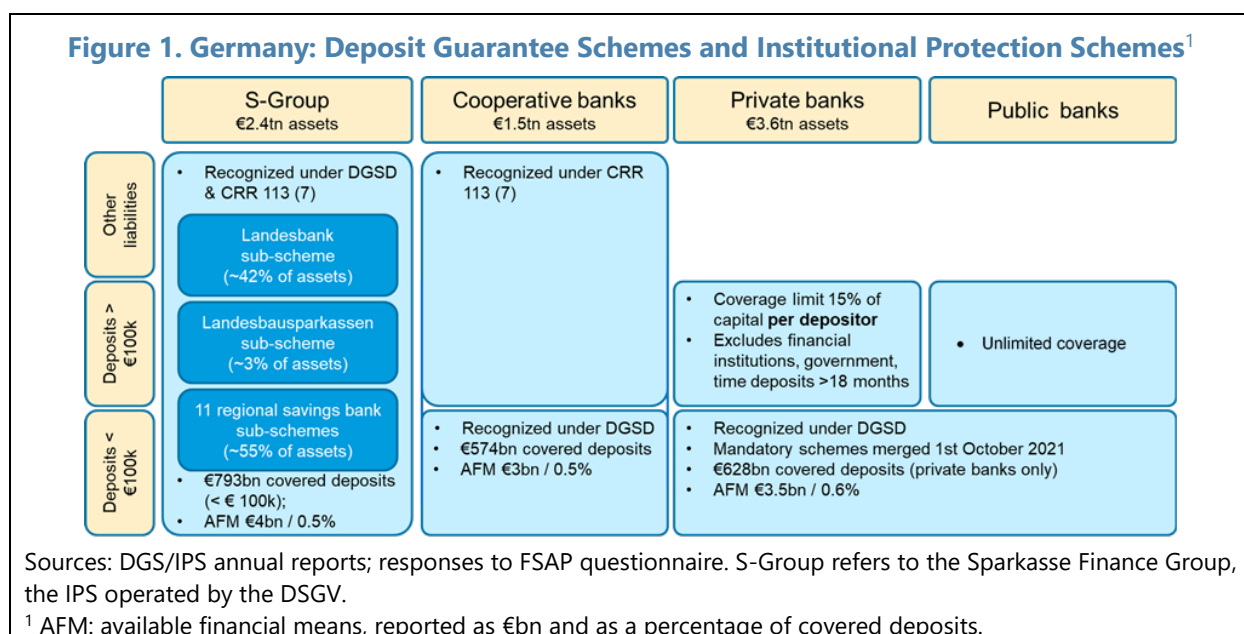 Figure 1. Germany: Deposit Guarantee Schemes and Institutional Protection Schemes¹
S-Group
€2.4tn assets
Cooperative banks
€1.5tn assets
Private banks
€3.6tn assets
Public banks
Other
liabilities
• Recognized under DGSD
& CRR 113 (7)
Landesbank
sub-scheme
(~42% of assets)
• Recognized under CRR
113 (7)
Deposits >
€100k
Landesbausparkassen
sub-scheme
(~3% of assets)
• Coverage limit 15% of
capital per depositor
• Excludes financial
institutions, government,
time deposits >18 months
• Unlimited coverage
Deposits <
€100k
11 regional savings bank
sub-schemes
(~55% of assets)
• €793bn covered deposits
(< € 100k);
• AFM €4bn / 0.5%
• Recognized under DGSD
• €574bn covered deposits
• AFM €3bn / 0.5%
• Recognized under DGSD
• Mandatory schemes merged 1st October 2021
• €628bn covered deposits (private banks only)
• AFM €3.5bn / 0.6%
Sources: DGS/IPS annual reports; responses to FSAP questionnaire. S-Group refers to the Sparkasse Finance Group,
the IPS operated by the DSGV.
¹ AFM: available financial means, reported as €bn and as a percentage of covered deposits.